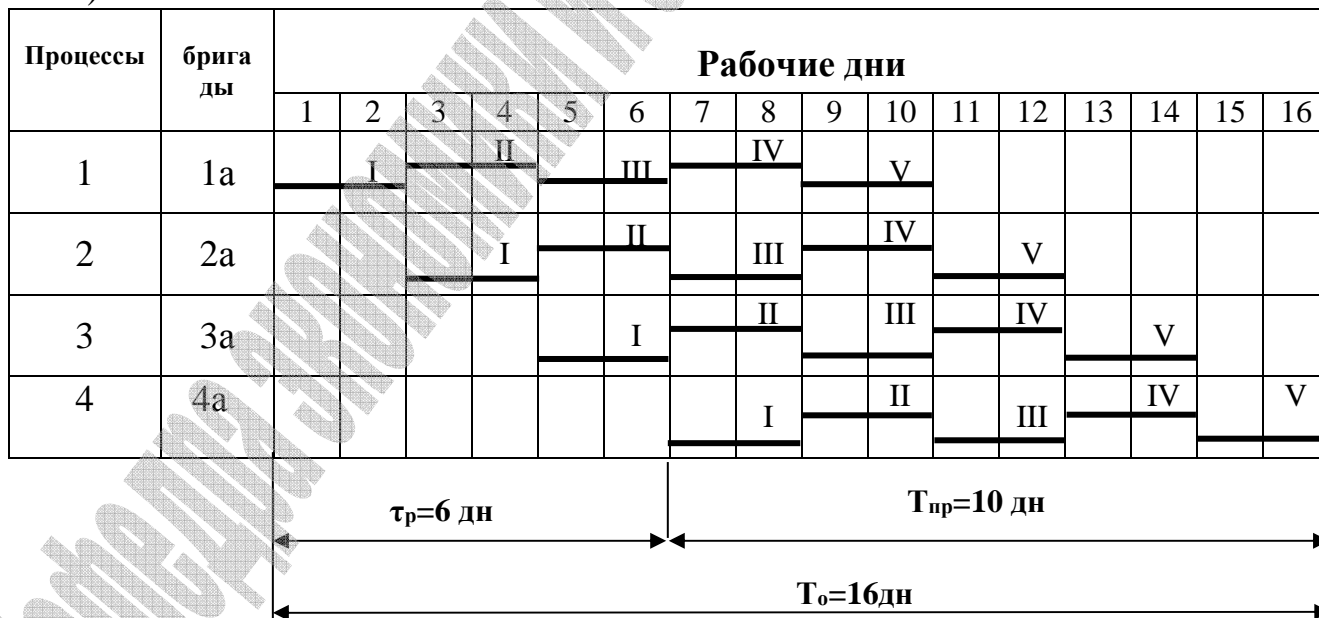 )
Процессы брига Рабочие дни
ды
1 2 3 4 5 6 7 8 9 10 11 12 13 14 15 16
1 1а I II III IV V
2 2а I II III IV V
3 3а I II III IV V
4 4а I II III IV V
τр=6 дн Тпр=10 дн
То=16дн